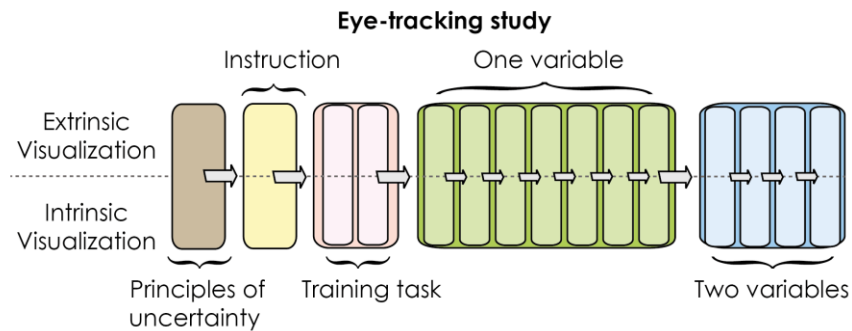 Eye-tracking study
Instruction
One variable
Extrinsic
Visualization
Intrinsic
Visualization
Principles of
uncertainty
Training task
Two variables